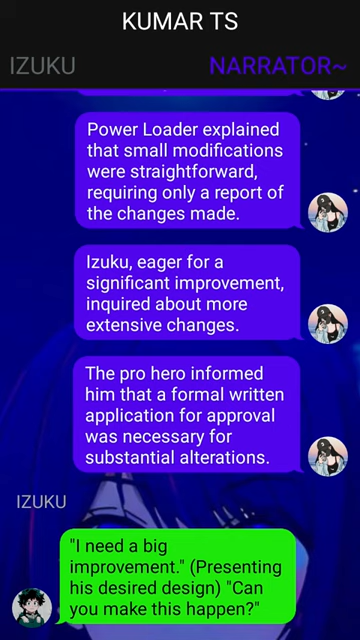 KUMAR TS
IZUKU
NARRATOR~
Power Loader explained
that small modifications
were straightforward,
requiring only a report of
the changes made.
Izuku, eager for a
significant improvement,
inquired about more
extensive changes.
The pro hero informed
him that a formal written
application for approval
was necessary for
substantial alterations.
IZUKU
"I need a big
improvement." (Presenting
his desired design) "Can
you make this happen?"